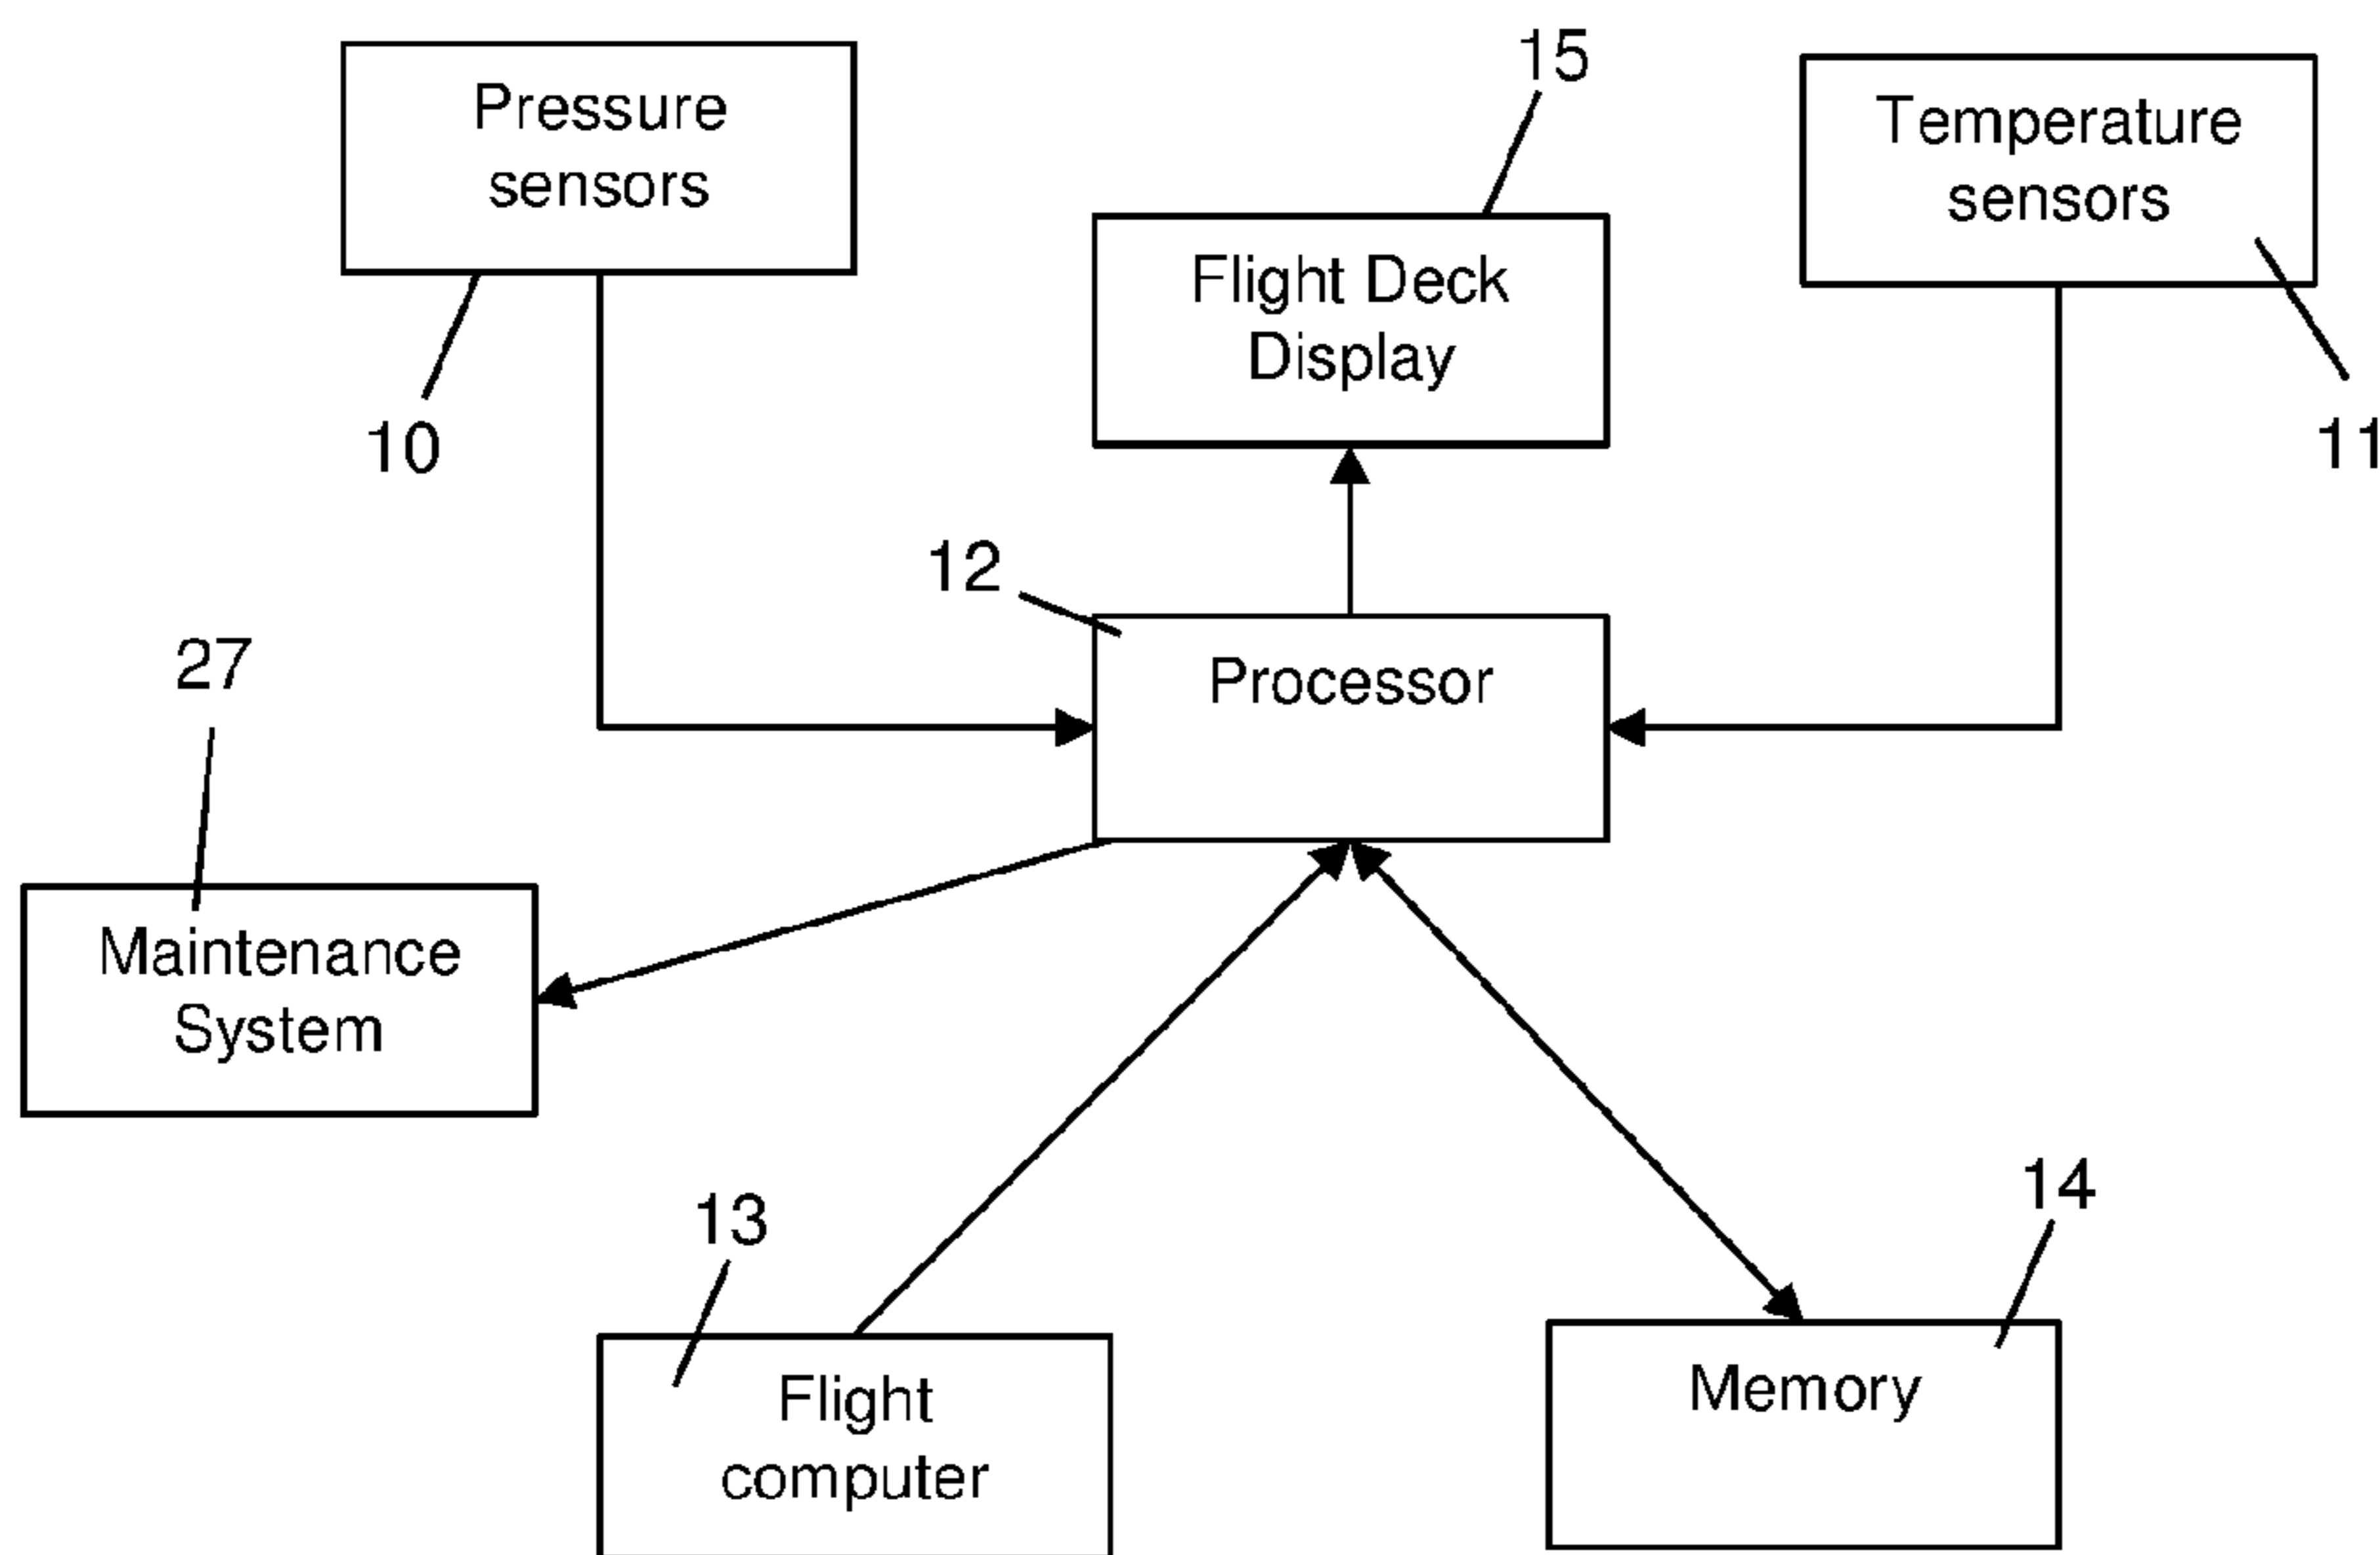 Pressure
sensors
10
15
Flight Deck
Display
Temperature
sensors
11
12
Processor
27
Maintenance
System
13
Flight
computer
14
Memory